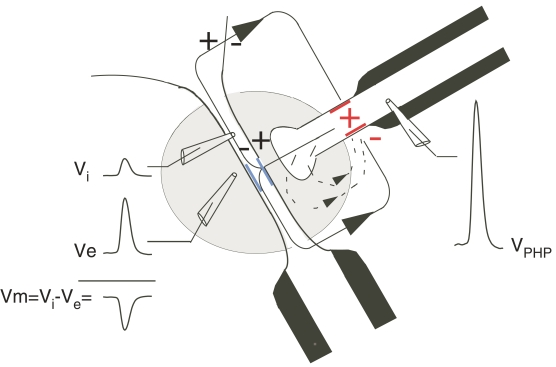 + -
- +
+
-
Vi
Ve
Vm=Vi-Ve=
VPHP